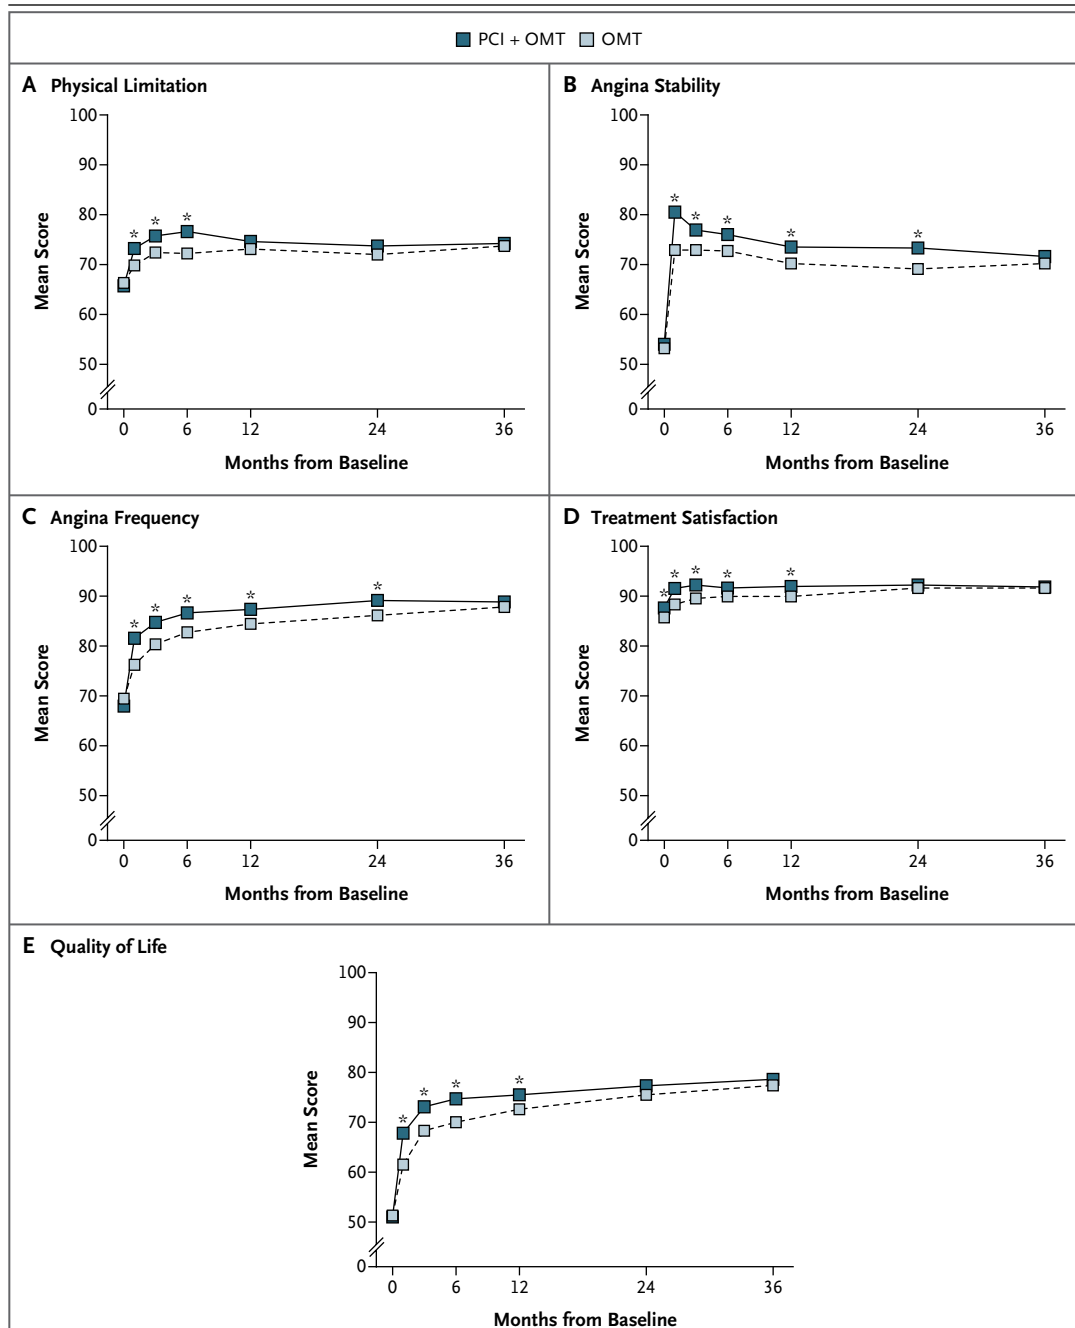 PCI + OMT OMT
A Physical Limitation
100
90
80
70
60
50
0
Mean Score
* * *
0 6 12 24 36
Months from Baseline
B Angina Stability
100
90
80
70
60
50
0
Mean Score
* * * * *
0 6 12 24 36
Months from Baseline
C Angina Frequency
100
90
80
70
60
50
0
Mean Score
* * * * *
0 6 12 24 36
Months from Baseline
D Treatment Satisfaction
100
90
80
70
60
50
0
Mean Score
* * * * *
0 6 12 24 36
Months from Baseline
E Quality of Life
100
90
80
70
60
50
0
Mean Score
* * * *
0 6 12 24 36
Months from Baseline